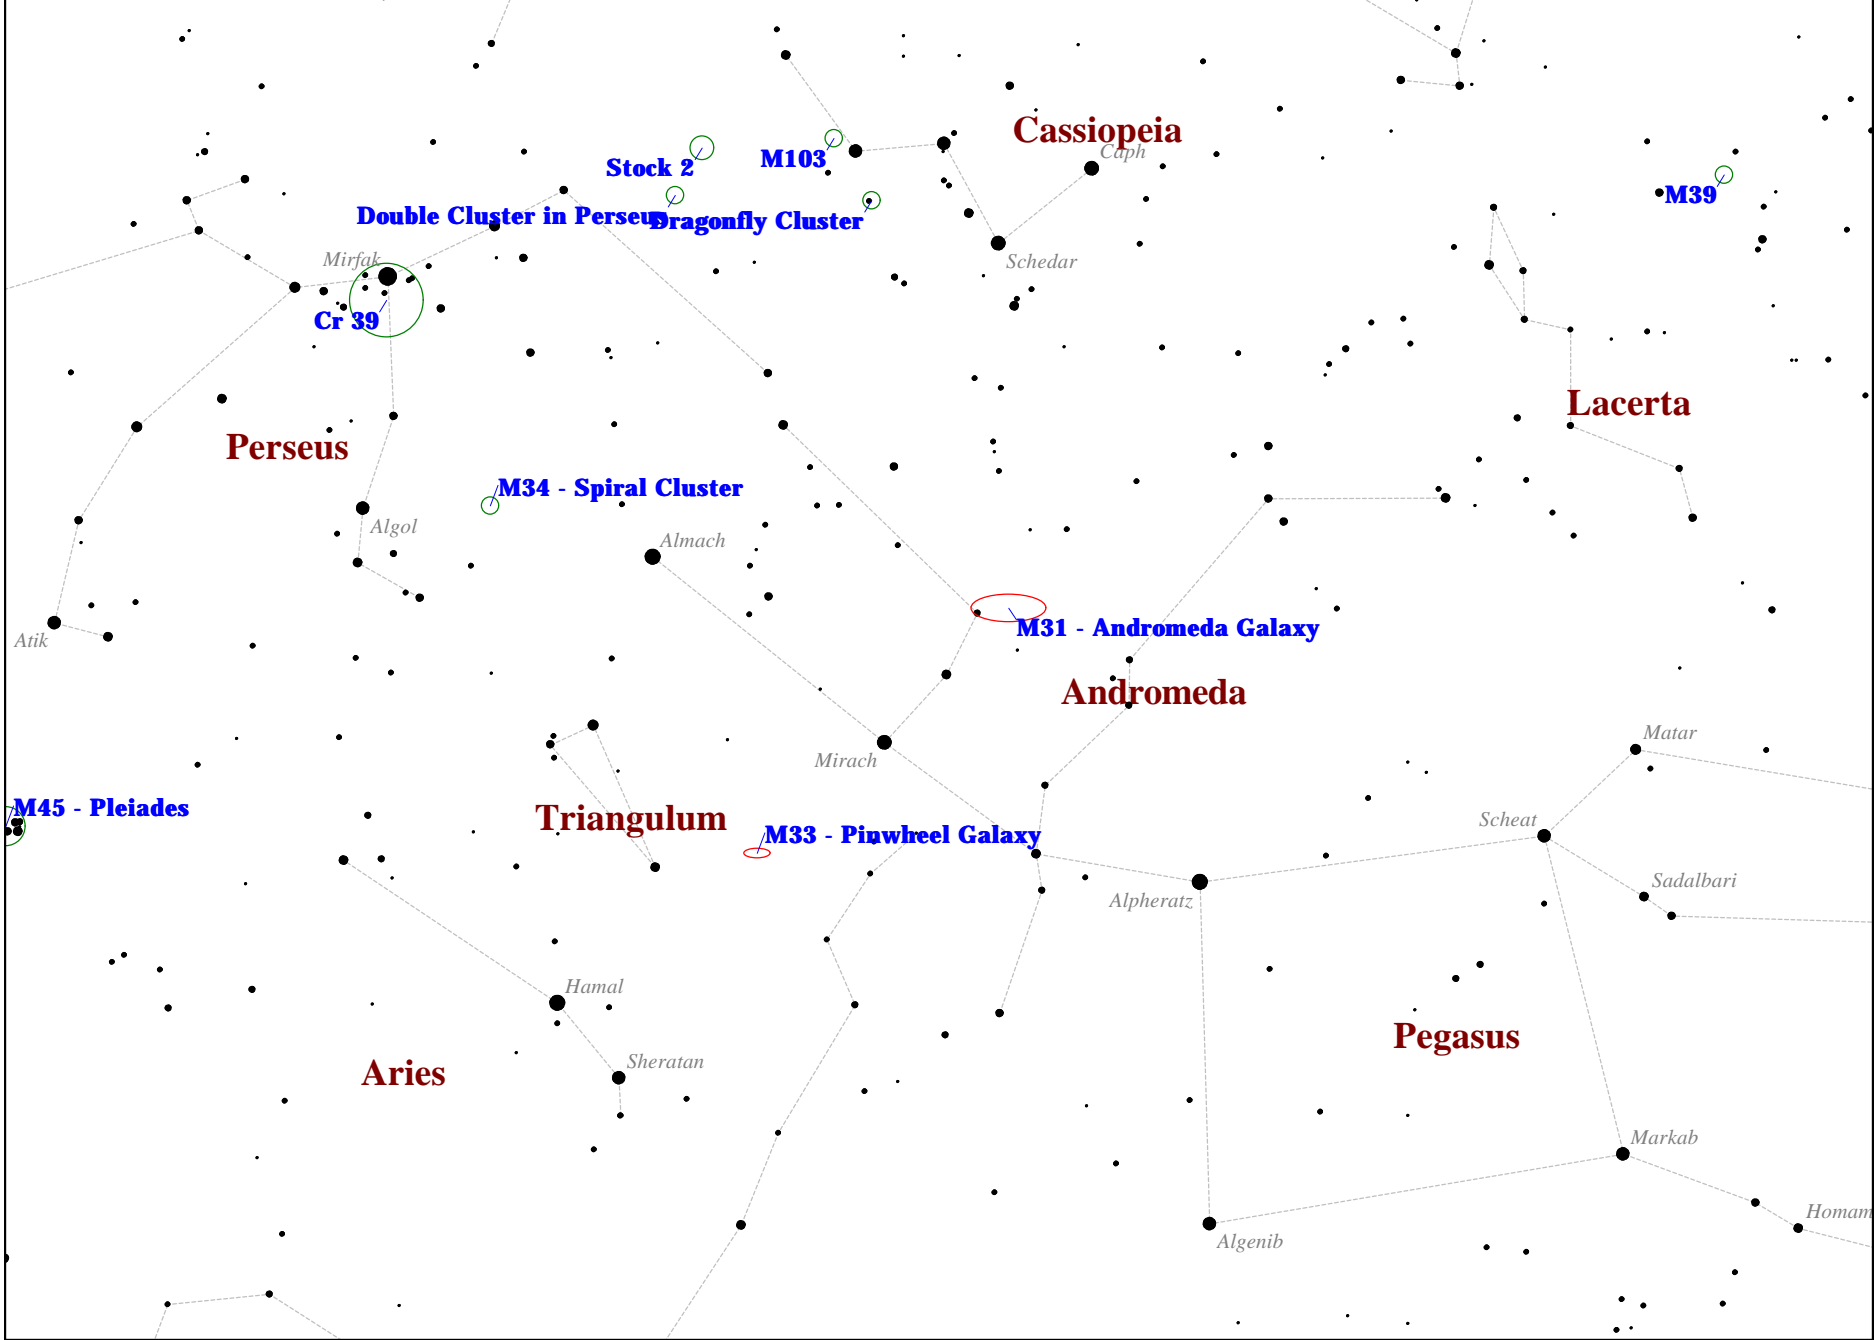 Cassiopeia
Caph
Stock 2
M103
M39
Double Cluster in Perseus
Dragonfly Cluster
Mirfak
Schedar
Cr 39
Lacerta
Perseus
M34 - Spiral Cluster
Algol
Almach
M31 - Andromeda Galaxy
Atik
Andromeda
Matar
Mirach
M45 - Pleiades
Triangulum
Scheat
M33 - Pinwheel Galaxy
Sadalbari
Alpheratz
Hamal
Pegasus
Sheratan
Aries
Markab
Homam
Algenib